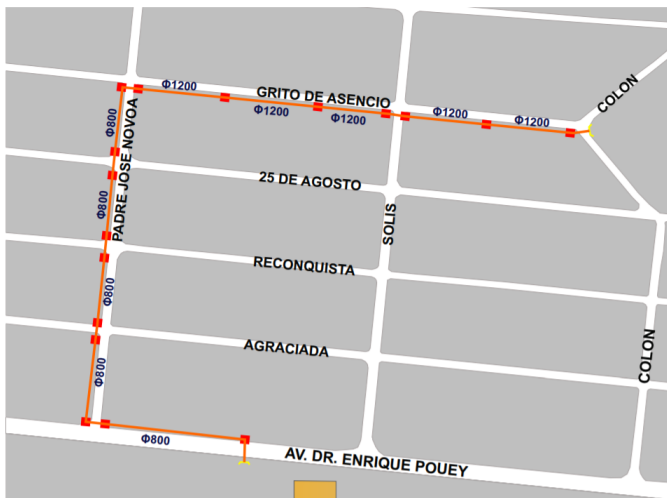 Φ1200
GRITO DE ASENCIO
Φ1200
Φ1200
Φ1200
Φ1200
COLON
Φ800
PADRE JOSE NOVOA
25 DE AGOSTO
Φ800
SOLIS
RECONQUISTA
Φ800
AGRACIADA
Φ800
COLON
Φ800
AV. DR. ENRIQUE POUEY